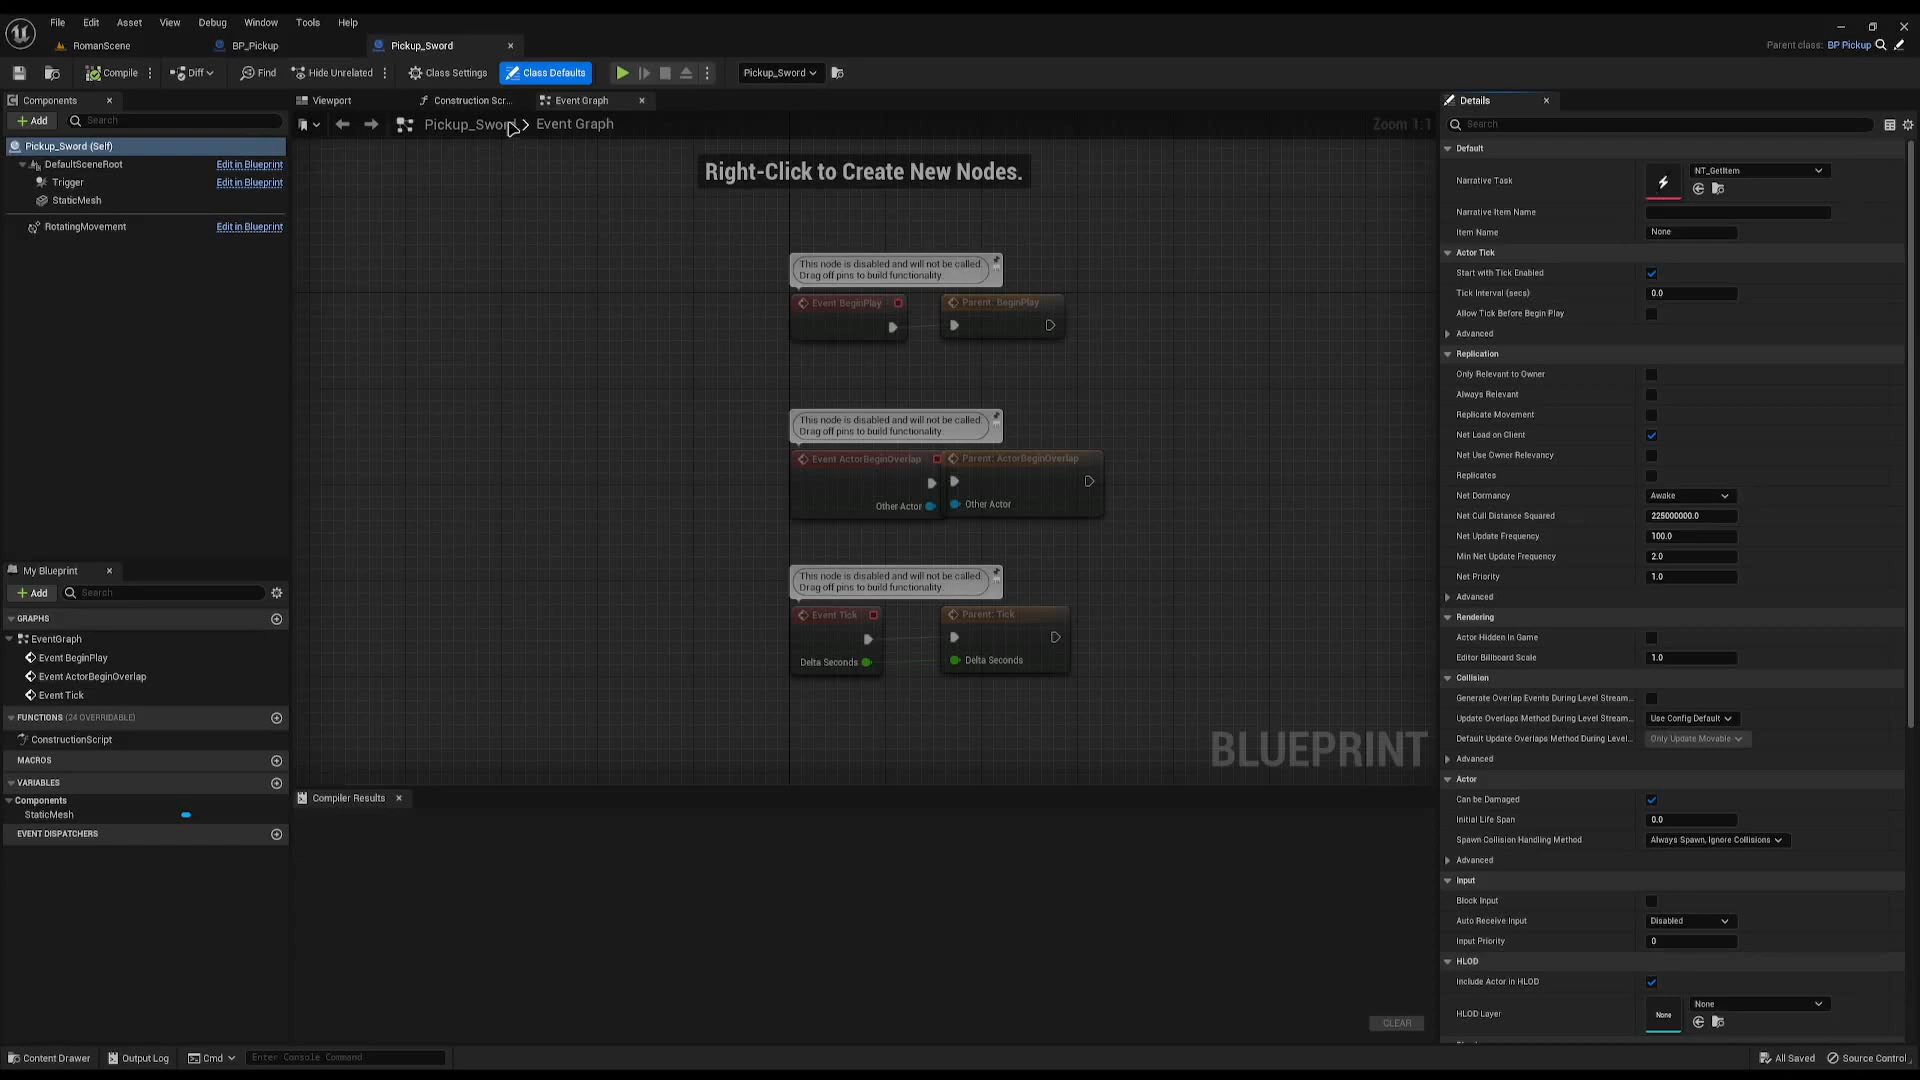 File Edit Asset View Debug Window Tools Help
RomanScene BP_Pickup Pickup_Sword
Parent class: BP Pickup
Compile Diff Find Hide Unrelated Class Settings Class Defaults Pickup_Sword
Components
Add Search
Pickup_Sword (Self)
DefaultSceneRoot Edit in Blueprint
Trigger Edit in Blueprint
StaticMesh
RotatingMovement Edit in Blueprint
My Blueprint
Add Search
GRAPHS
EventGraph
Event BeginPlay
Event ActorBeginOverlap
Event Tick
FUNCTIONS (24 OVERRIDABLE)
ConstructionScript
MACROS
VARIABLES
Components
StaticMesh
EVENT DISPATCHERS
Viewport Construction Scr... Event Graph
Pickup_Sword > Event Graph Zoom 1:1
Right-Click to Create New Nodes.
This node is disabled and will not be called.
Drag off pins to build functionality.
Event BeginPlay Parent: BeginPlay
This node is disabled and will not be called.
Drag off pins to build functionality.
Event ActorBeginOverlap Parent: ActorBeginOverlap
Other Actor Other Actor
This node is disabled and will not be called.
Drag off pins to build functionality.
Event Tick Parent: Tick
Delta Seconds Delta Seconds
BLUEPRINT
Compiler Results
CLEAR
Details
Search
Default
Narrative Task NT_GetItem
Narrative Item Name
Item Name None
Actor Tick
Start with Tick Enabled
Tick Interval (secs) 0.0
Allow Tick Before Begin Play
Advanced
Replication
Only Relevant to Owner
Always Relevant
Replicate Movement
Net Load on Client
Net Use Owner Relevancy
Replicates
Net Dormancy Awake
Net Cull Distance Squared 225000000.0
Net Update Frequency 100.0
Min Net Update Frequency 2.0
Net Priority 1.0
Advanced
Rendering
Actor Hidden In Game
Editor Billboard Scale 1.0
Collision
Generate Overlap Events During Level Stream...
Update Overlaps Method During Level Stream... Use Config Default
Default Update Overlaps Method During Level... Only Update Movable
Advanced
Actor
Can be Damaged
Initial Life Span 0.0
Spawn Collision Handling Method Always Spawn, Ignore Collisions
Advanced
Input
Block Input
Auto Receive Input Disabled
Input Priority 0
HLOD
Include Actor in HLOD
HLOD Layer None None
Content Drawer Output Log Cmd Enter Console Command All Saved Source Control